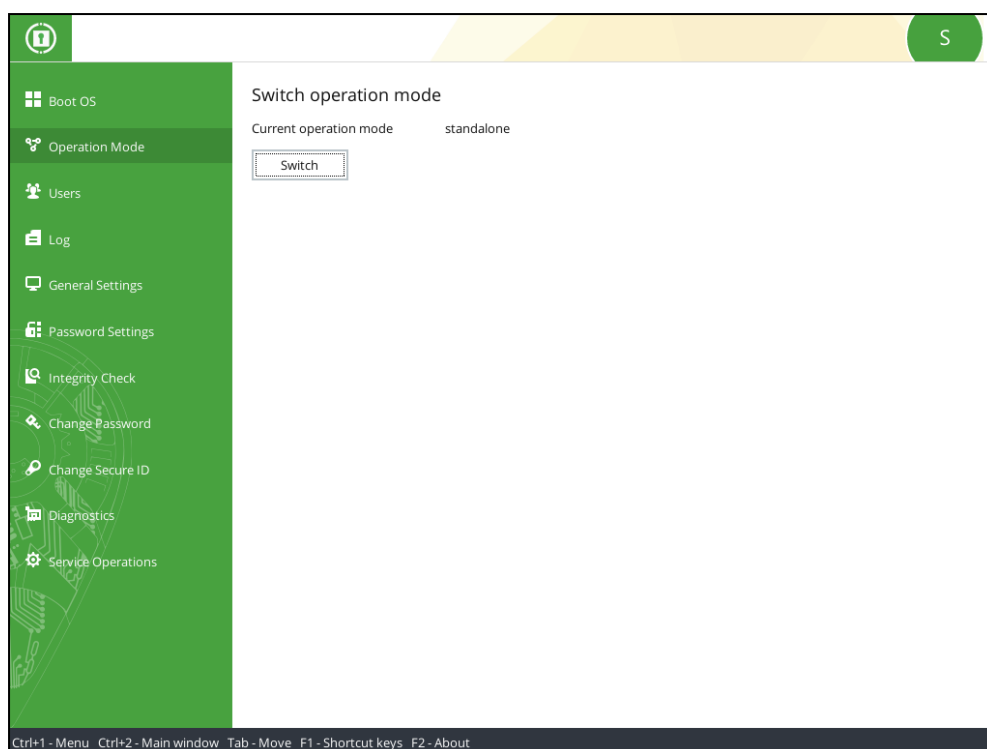 S
Boot OS
Operation Mode
Users
Log
General Settings
Password Settings
Integrity Check
Change Password
Change Secure ID
Diagnostics
Service Operations
Switch operation mode
Current operation mode standalone
Switch
Ctrl+1 - Menu Ctrl+2 - Main window Tab - Move F1 - Shortcut keys F2 - About